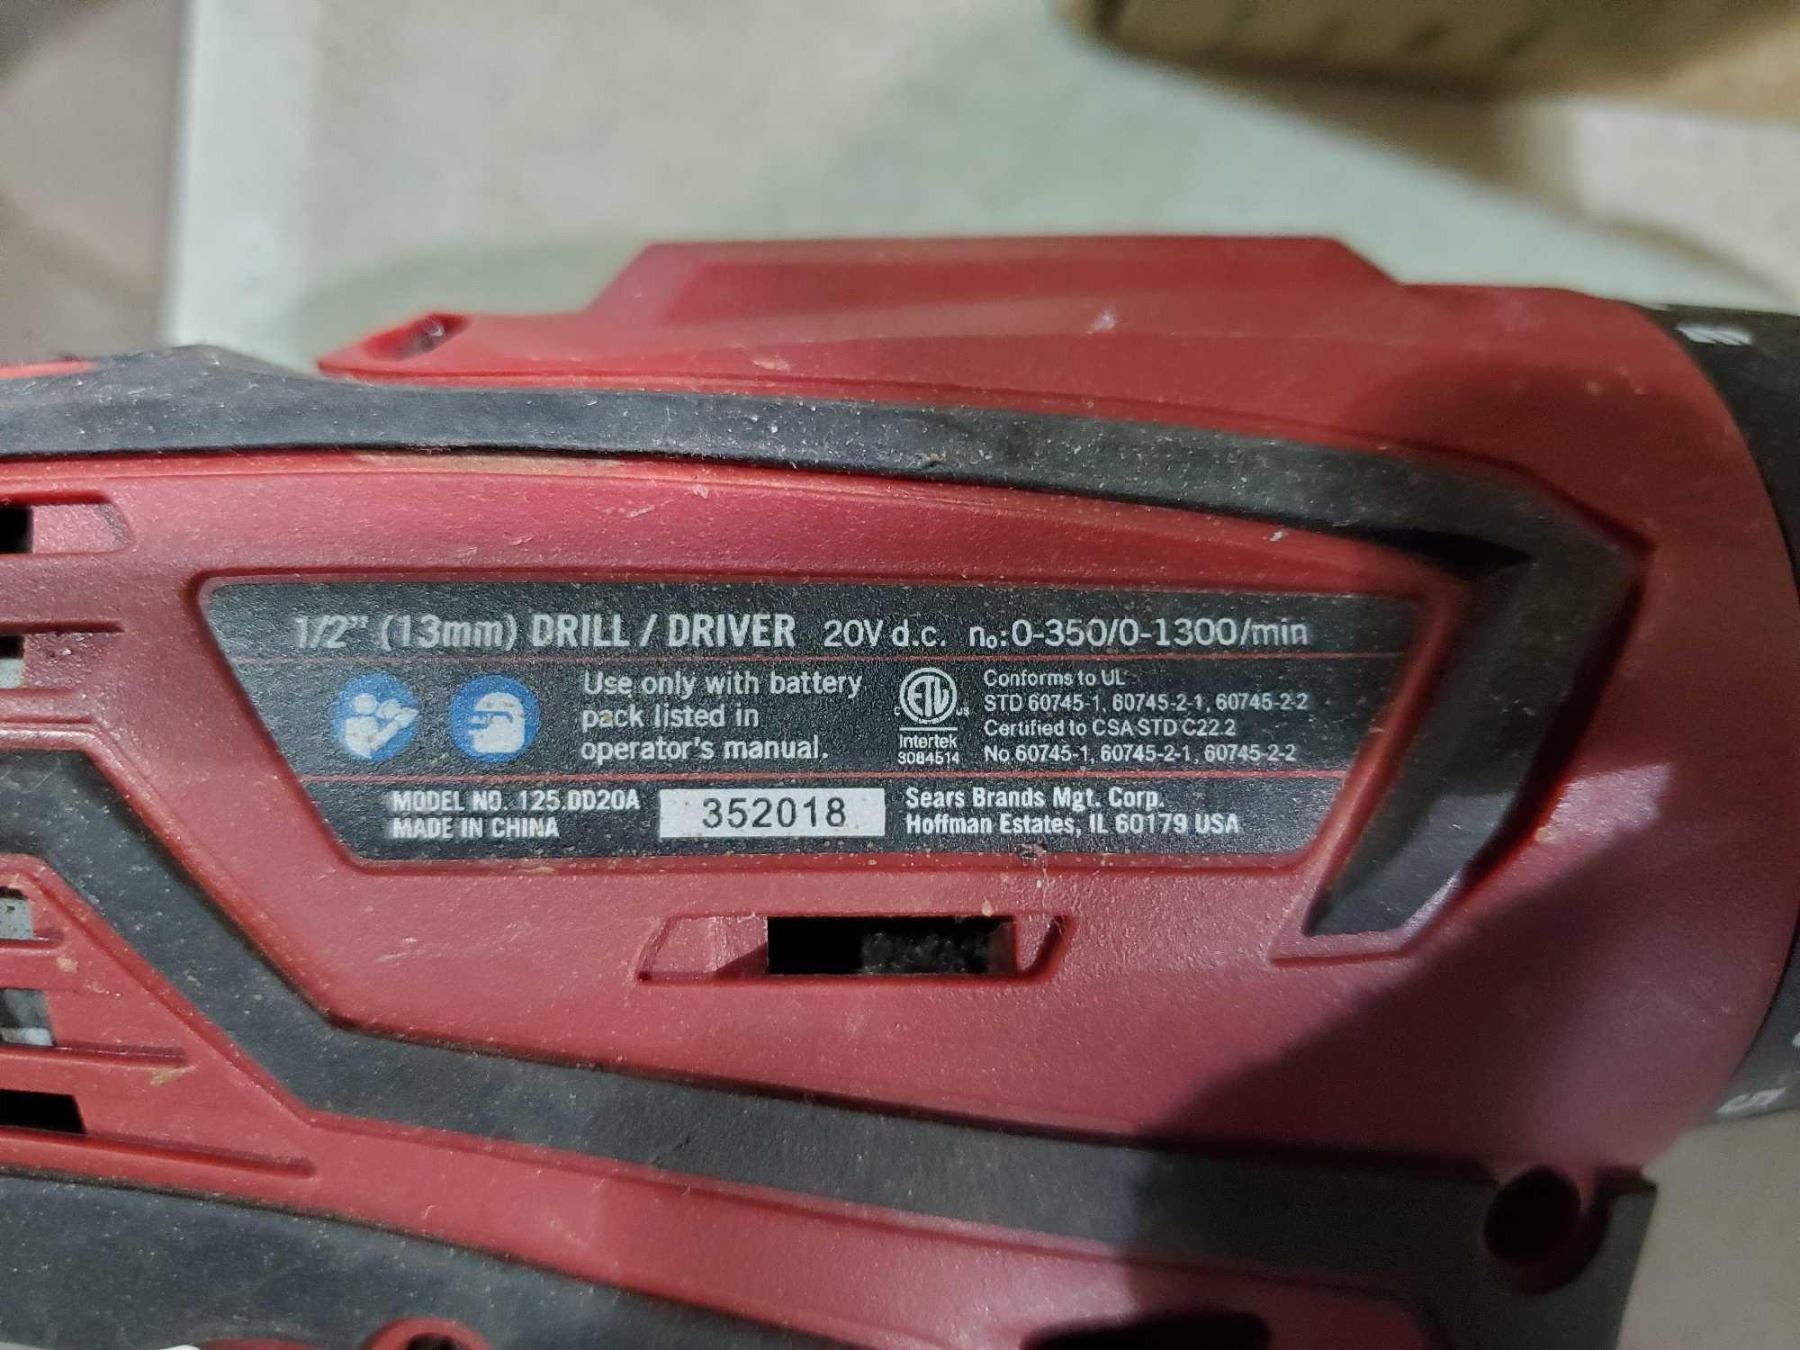 1/2" (13mm) DRILL / DRIVER 20V d.c. n₀:0-350/0-1300/min
Use only with battery
pack listed in
operator's manual.
ETL
us
Intertek
3084514
Conforms to UL
STD 60745-1, 60745-2-1, 60745-2-2
Certified to CSA STD C22.2
No 60745-1, 60745-2-1, 60745-2-2
MODEL NO. 125.DD20A
MADE IN CHINA
352018
Sears Brands Mgt. Corp.
Hoffman Estates, IL 60179 USA
5